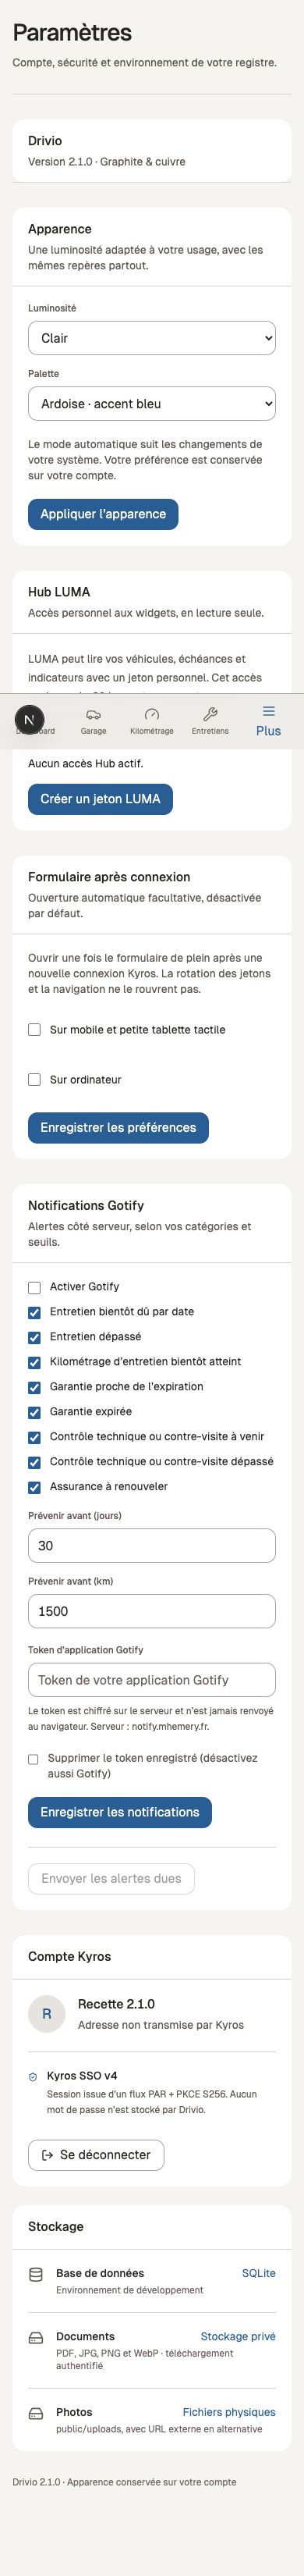 Paramètres
Compte, sécurité et environnement de votre registre.
Drivio
Version 2.1.0 · Graphite & cuivre
Apparence
Une luminosité adaptée à votre usage, avec les
mêmes repères partout.
Luminosité
Clair
Palette
Ardoise · accent bleu
Le mode automatique suit les changements de
votre système. Votre préférence est conservée
sur votre compte.
Appliquer l'apparence
Hub LUMA
Accès personnel aux widgets, en lecture seule.
LUMA peut lire vos véhicules, échéances et
indicateurs avec un jeton personnel. Cet accès
N
Garage
Kilométrage
Entretiens
Plus
Aucun accès Hub actif.
Créer un jeton LUMA
Formulaire après connexion
Ouverture automatique facultative, désactivée
par défaut.
Ouvrir une fois le formulaire de plein après une
nouvelle connexion Kyros. La rotation des jetons
et la navigation ne le rouvrent pas.
Sur mobile et petite tablette tactile
Sur ordinateur
Enregistrer les préférences
Notifications Gotify
Alertes côté serveur, selon vos catégories et
seuils.
Activer Gotify
Entretien bientôt dû par date
Entretien dépassé
Kilométrage d'entretien bientôt atteint
Garantie proche de l'expiration
Garantie expirée
Contrôle technique ou contre-visite à venir
Contrôle technique ou contre-visite dépassé
Assurance à renouveler
Prévenir avant (jours)
30
Prévenir avant (km)
1500
Token d'application Gotify
Token de votre application Gotify
Le token est chiffré sur le serveur et n'est jamais renvoyé
au navigateur. Serveur : notify.mhemery.fr.
Supprimer le token enregistré (désactivez
aussi Gotify)
Enregistrer les notifications
Envoyer les alertes dues
Compte Kyros
R
Recette 2.1.0
Adresse non transmise par Kyros
Kyros SSO v4
Session issue d'un flux PAR + PKCE S256. Aucun
mot de passe n'est stocké par Drivio.
Se déconnecter
Stockage
Base de données
SQLite
Environnement de développement
Documents
Stockage privé
PDF, JPG, PNG et WebP · téléchargement
authentifié
Photos
Fichiers physiques
public/uploads, avec URL externe en alternative
Drivio 2.1.0 · Apparence conservée sur votre compte